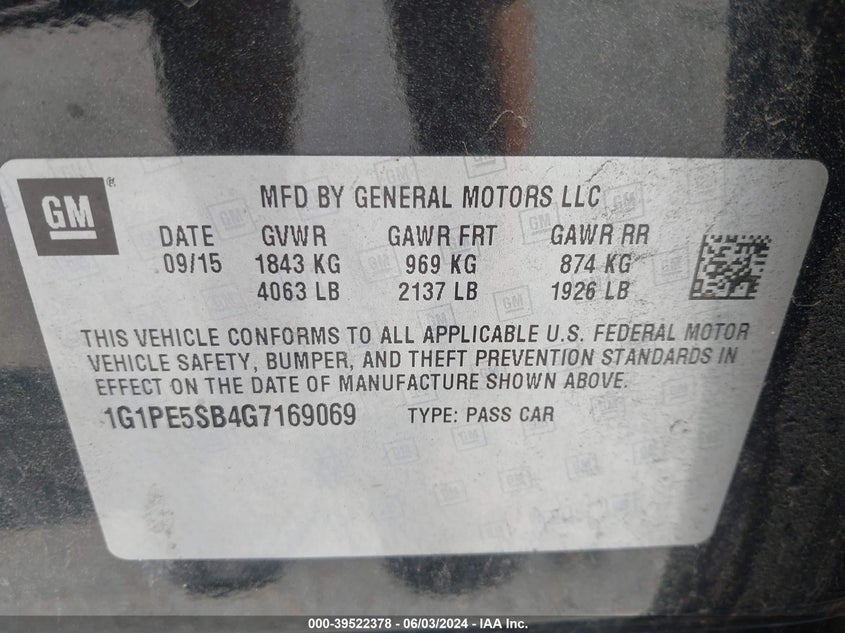 GM
MFD BY GENERAL MOTORS LLC
DATE GVWR GAWR FRT GAWR RR
09/15 1843 KG 969 KG 874 KG
4063 LB 2137 LB 1926 LB
THIS VEHICLE CONFORMS TO ALL APPLICABLE U.S. FEDERAL MOTOR
VEHICLE SAFETY, BUMPER, AND THEFT PREVENTION STANDARDS IN
EFFECT ON THE DATE OF MANUFACTURE SHOWN ABOVE.
1G1PE5SB4G7169069 TYPE: PASS CAR
000-39522378 - 06/03/2024 - IAA Inc.